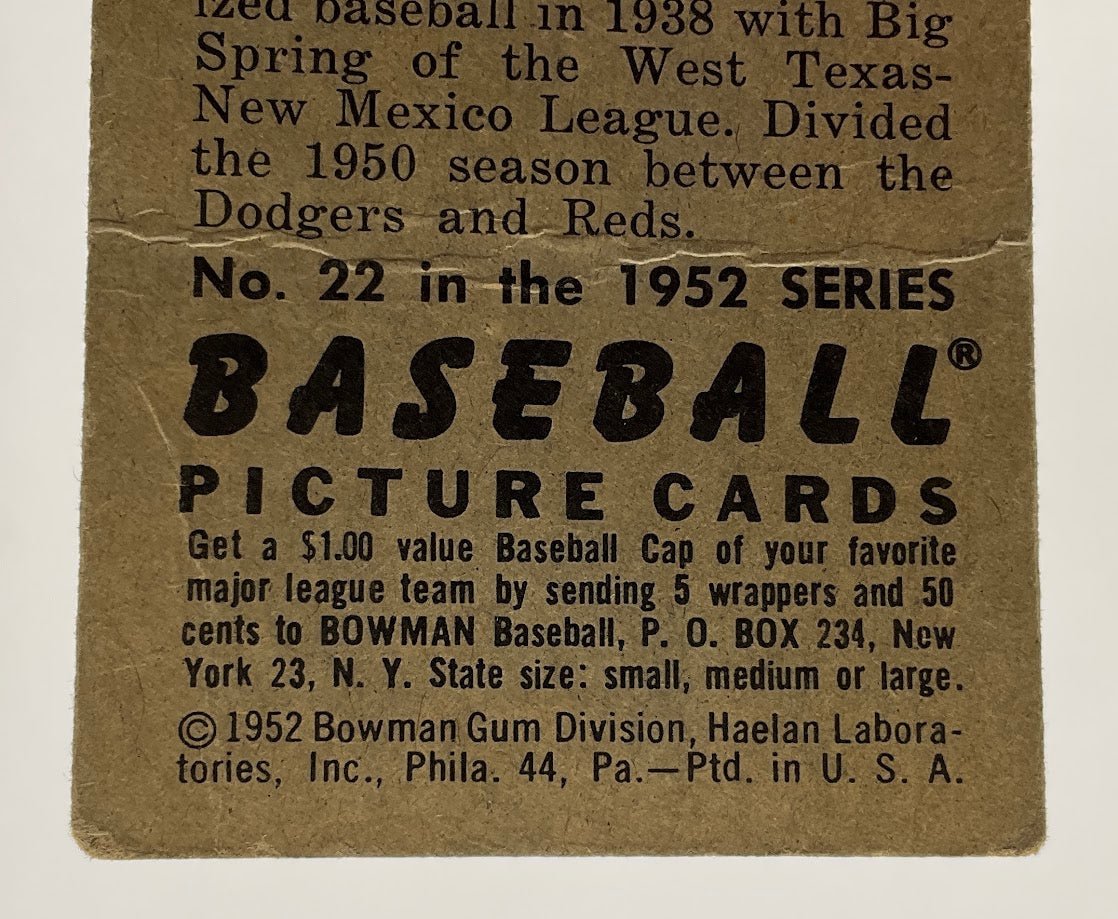 ized baseball in 1938 with Big
Spring of the West Texas-
New Mexico League. Divided
the 1950 season between the
Dodgers and Reds.
No. 22 in the 1952 SERIES
BASEBALL®
PICTURE CARDS
Get a $1.00 value Baseball Cap of your favorite
major league team by sending 5 wrappers and 50
cents to BOWMAN Baseball, P. O. BOX 234, New
York 23, N. Y. State size: small, medium or large.
© 1952 Bowman Gum Division, Haelan Labora-
tories, Inc., Phila. 44, Pa.—Ptd. in U. S. A.